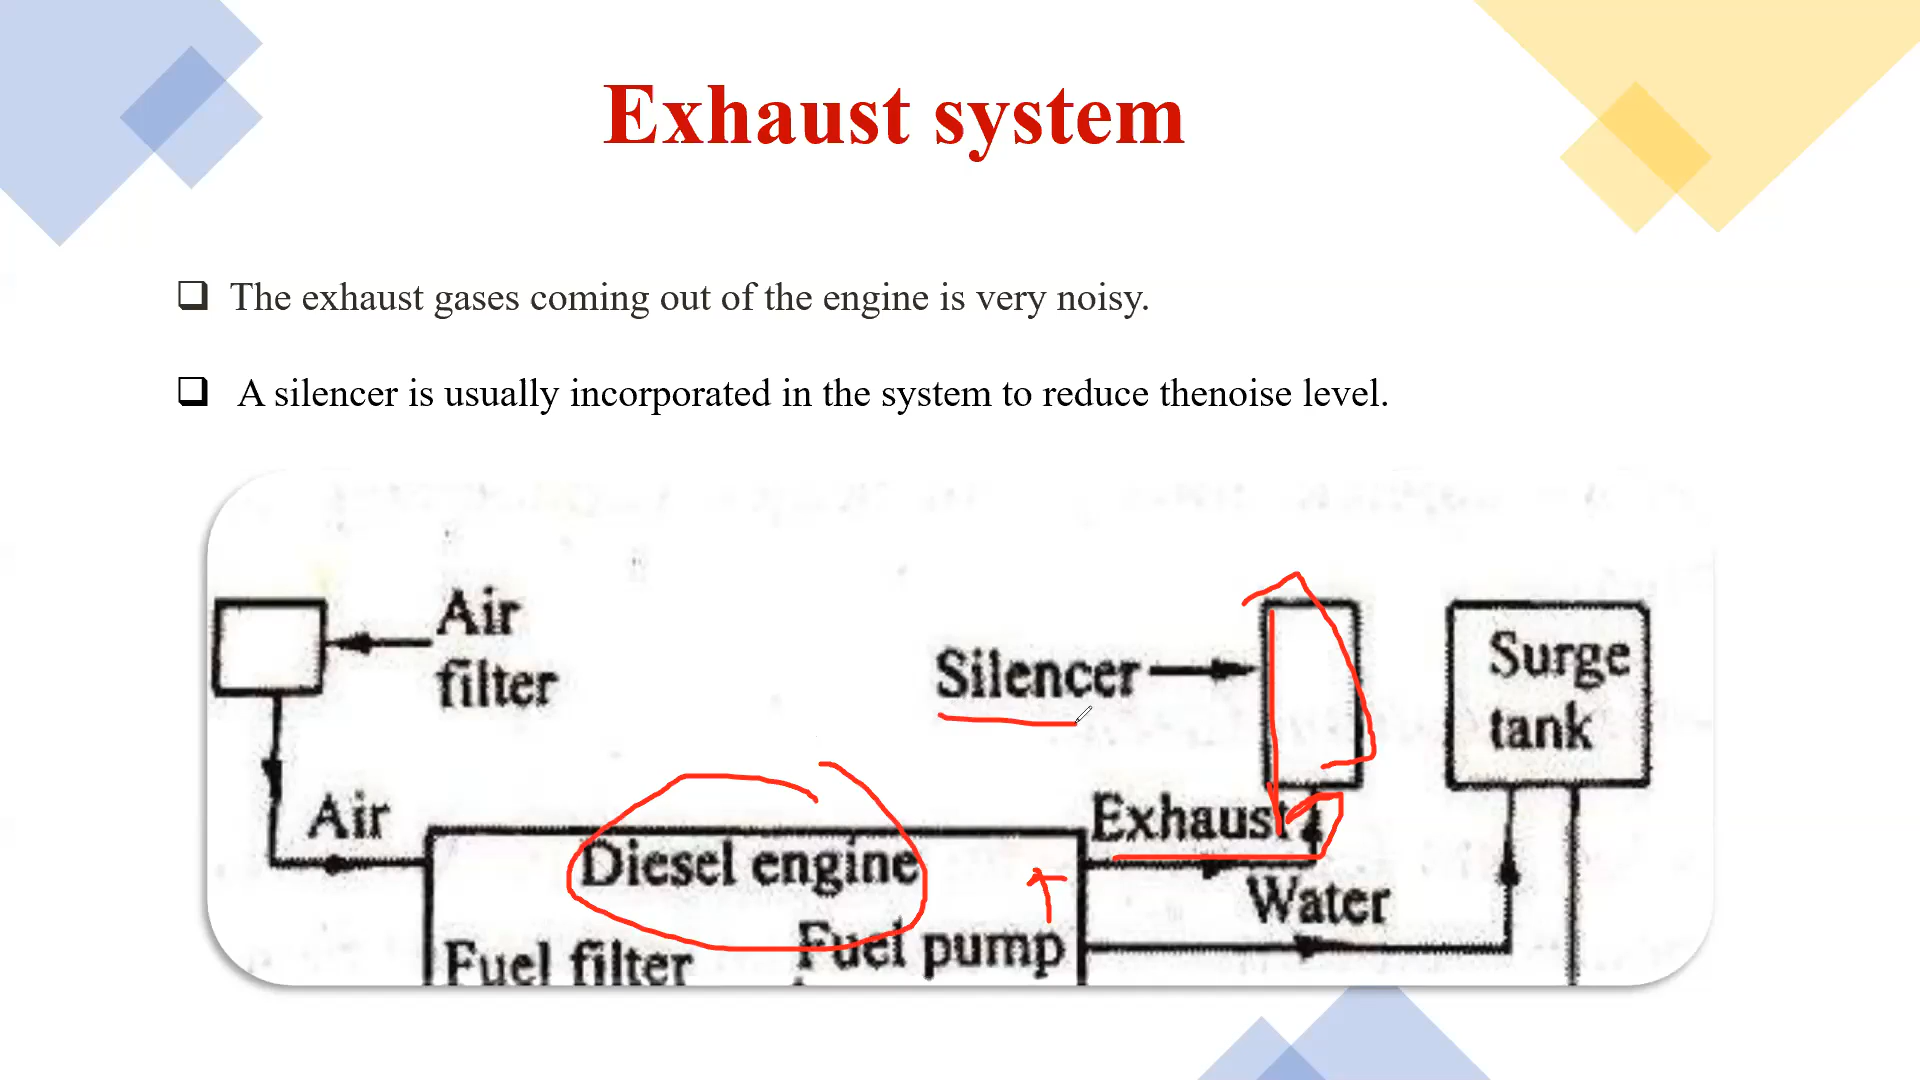 Exhaust system
The exhaust gases coming out of the engine is very noisy.
A silencer is usually incorporated in the system to reduce thenoise level.
Air
filter
Silencer
Surge
tank
Air
Exhaust
Diesel engine
Water
Fuel filter
Fuel pump